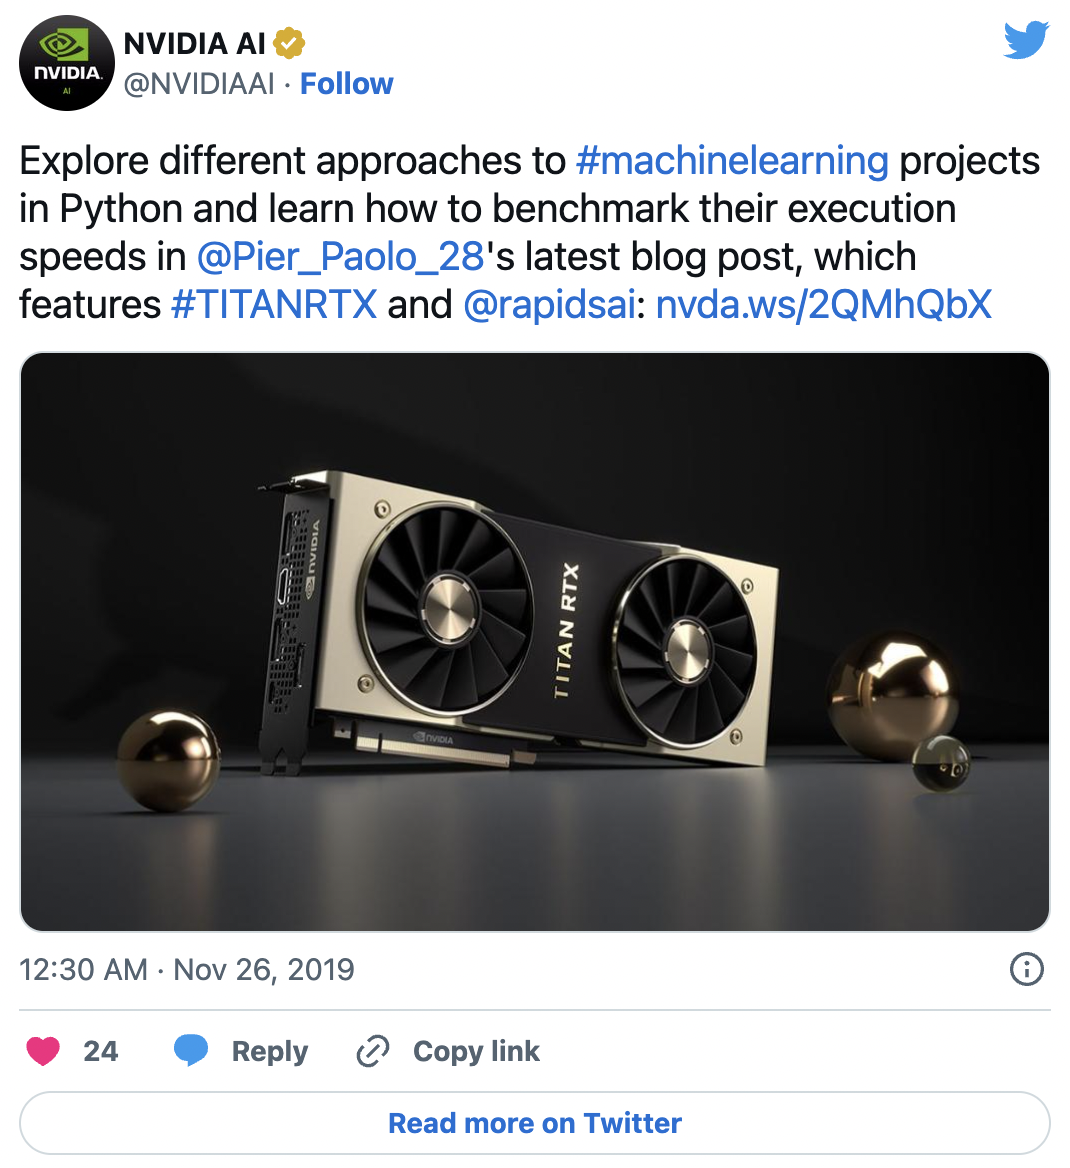 NVIDIA AI
@NVIDIAAI · Follow
NVIDIA.
AI
Explore different approaches to #machinelearning projects
in Python and learn how to benchmark their execution
speeds in @Pier_Paolo_28's latest blog post, which
features #TITANRTX and @rapidsai: nvda.ws/2QMhQbX
NVIDIA
TITAN RTX
NVIDIA
12:30 AM · Nov 26, 2019
24 Reply Copy link
Read more on Twitter